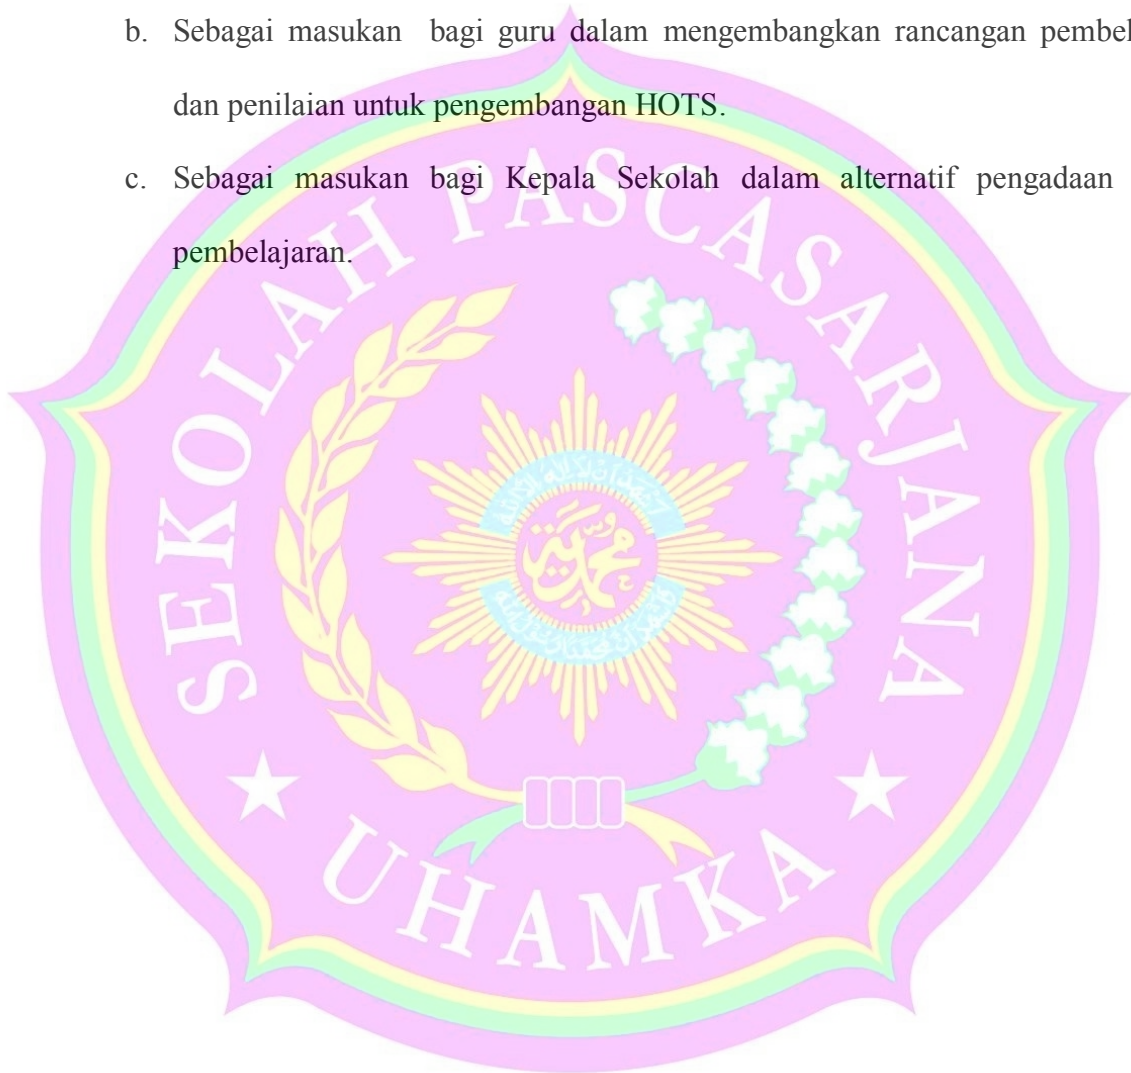 b. Sebagai masukan bagi guru dalam mengembangkan rancangan pembel
dan penilaian untuk pengembangan HOTS.
c. Sebagai masukan bagi Kepala Sekolah dalam alternatif pengadaan
pembelajaran.
SEKOLAH PASCASARJANA
محمدية
UHAMKA